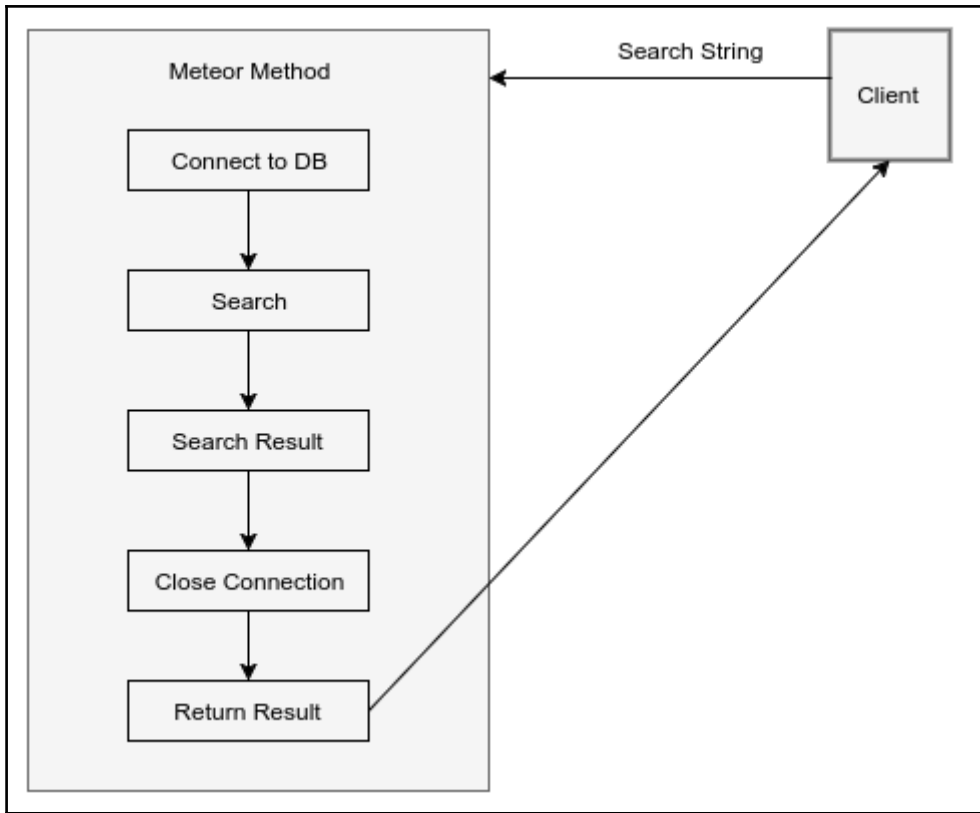 Meteor Method
Search String
Client
Connect to DB
Search
Search Result
Close Connection
Return Result